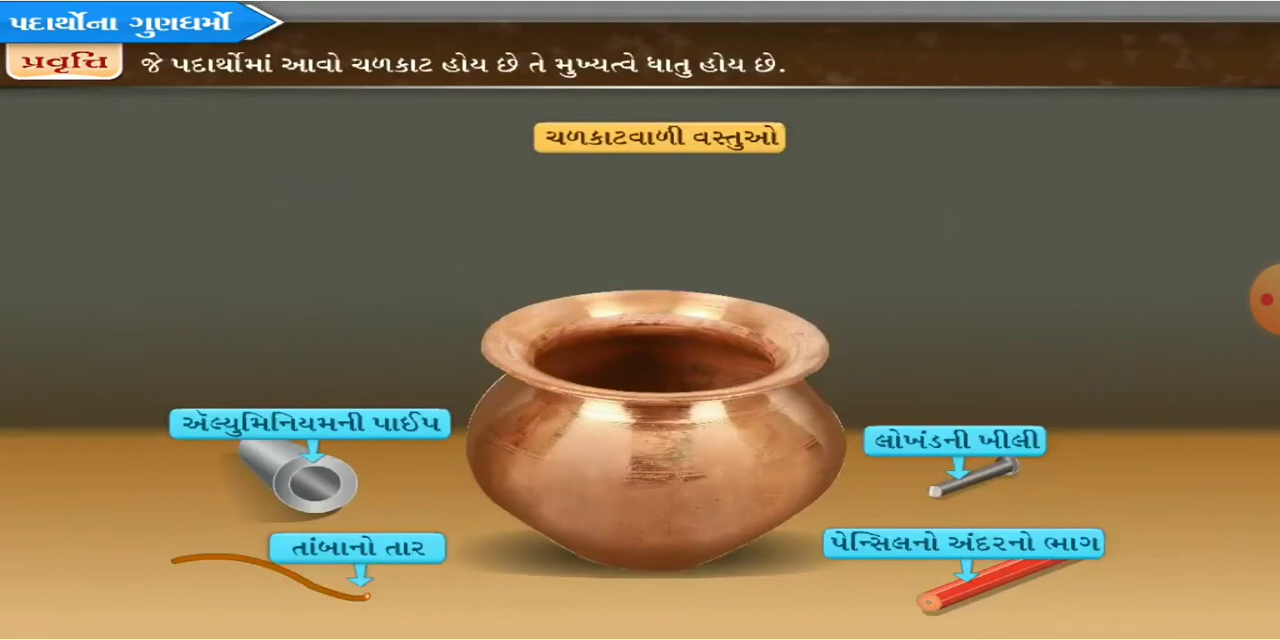 પદાર્થોના ગુણધર્મો
પ્રવૃત્તિ જે પદાર્થોમાં આવો ચળકાટ હોય છે તે મુખ્યત્વે ધાતુ હોય છે.
ચળકાટવાળી વસ્તુઓ
ઍલ્યુમિનિયમની પાઈપ
લોખંડની ખીલી
તાંબાનો તાર
પેન્સિલનો અંદરનો ભાગ